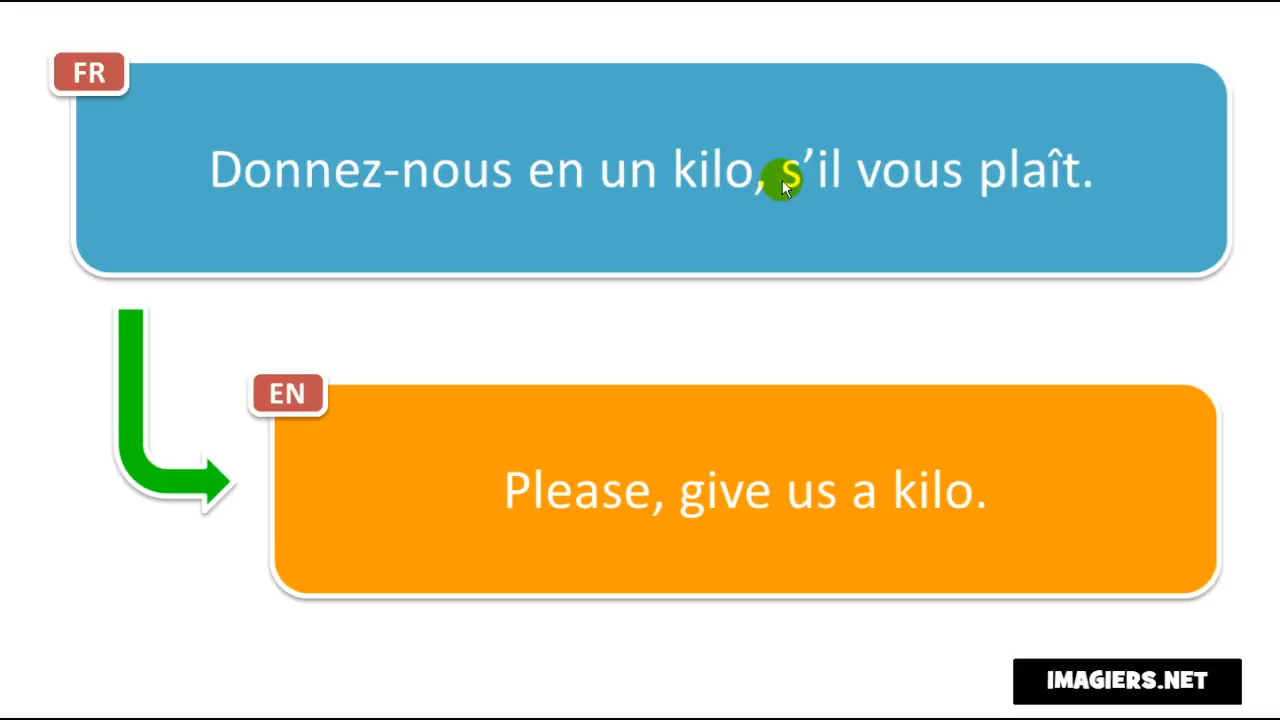 FR
Donnez-nous en un kilo, s’il vous plaît.
EN
Please, give us a kilo.
IMAGIERS.NET